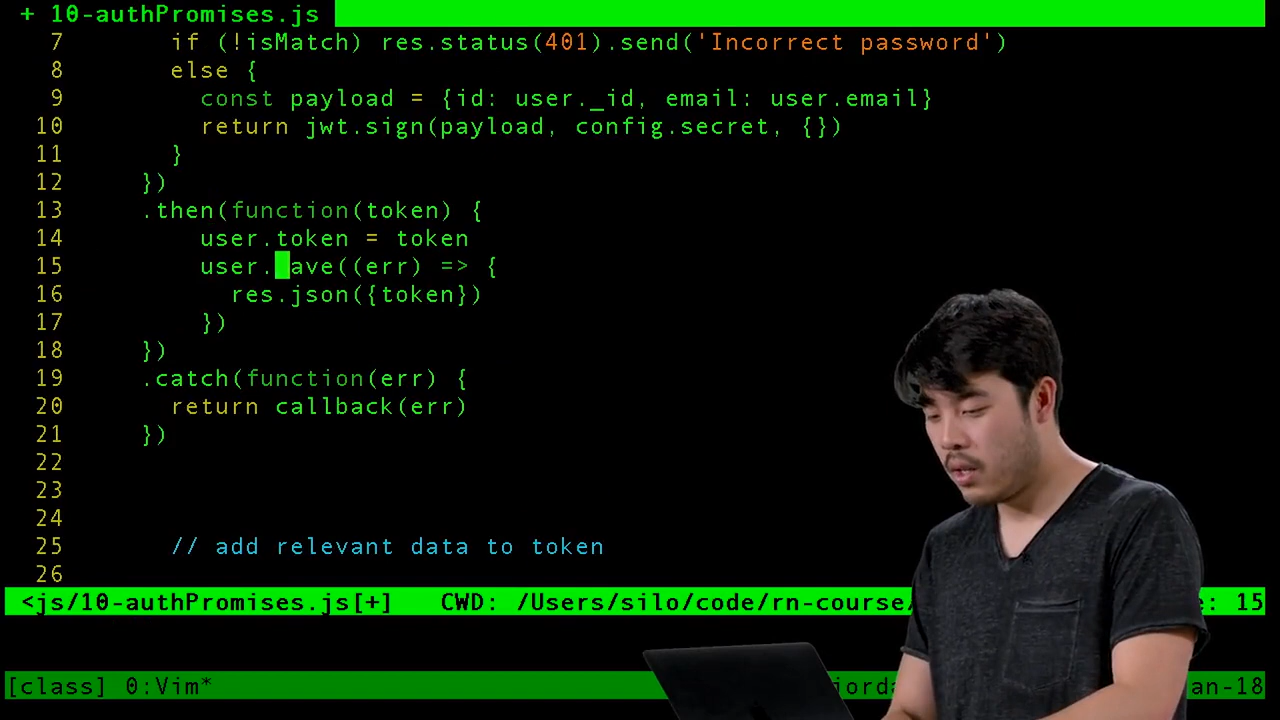 + 10-authPromises.js
7 if (!isMatch) res.status(401).send('Incorrect password')
8 else {
9 const payload = {id: user._id, email: user.email}
10 return jwt.sign(payload, config.secret, {})
11 }
12 })
13 .then(function(token) {
14 user.token = token
15 user. ave((err) => {
16 res.json({token})
17 })
18 })
19 .catch(function(err) {
20 return callback(err)
21 })
22
23
24
25 // add relevant data to token
26
<js/10-authPromises.js[+] CWD: /Users/silo/code/rn-course/ : 15
[class] 0:Vim* an-18